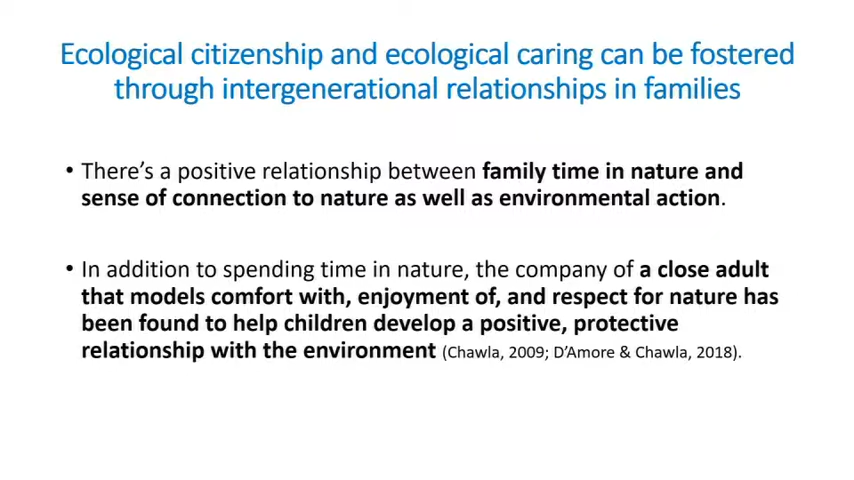 Ecological citizenship and ecological caring can be fostered
through intergenerational relationships in families
• There’s a positive relationship between family time in nature and
sense of connection to nature as well as environmental action.
• In addition to spending time in nature, the company of a close adult
that models comfort with, enjoyment of, and respect for nature has
been found to help children develop a positive, protective
relationship with the environment (Chawla, 2009; D’Amore & Chawla, 2018).